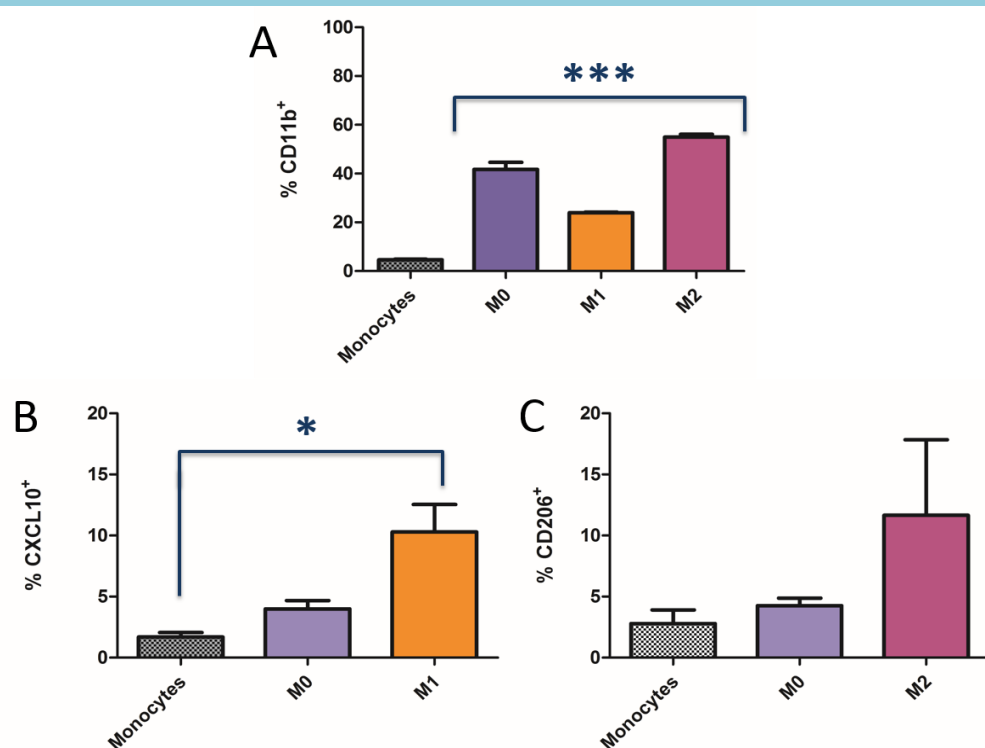 A
% CD11b⁺
100
80
60
40
20
0
***
Monocytes
M0
M1
M2
B
% CXCL10⁺
20
15
10
5
0
*
Monocytes
M0
M1
C
% CD206⁺
20
15
10
5
0
Monocytes
M0
M2